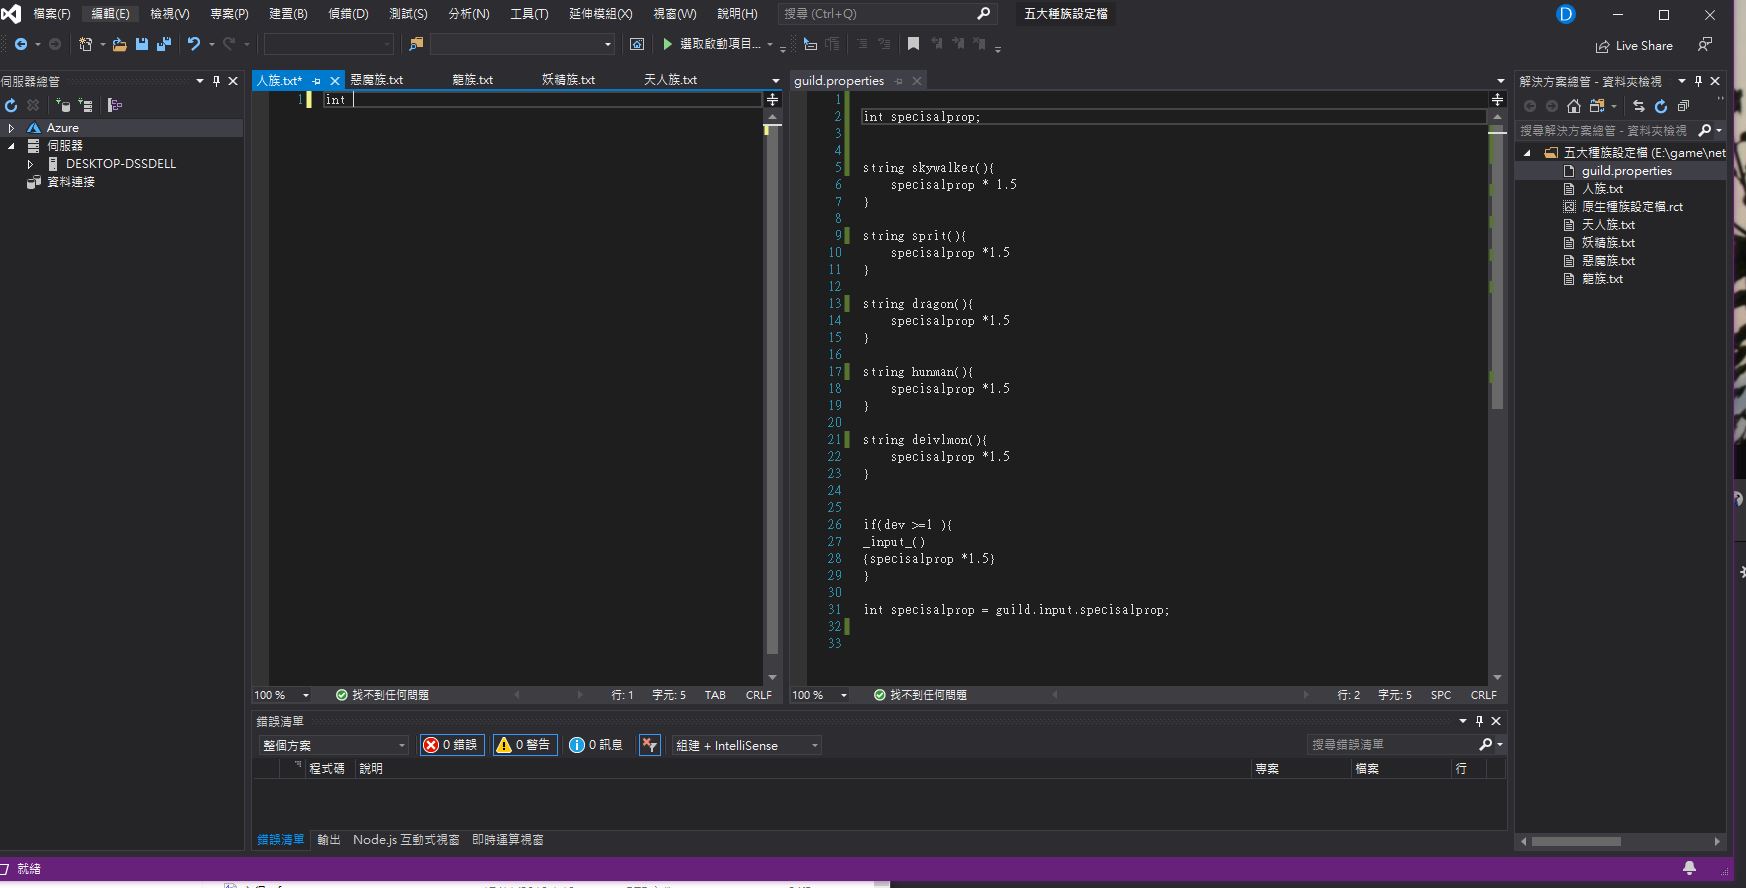 檔案(F) 編輯(E) 檢視(V) 專案(P) 建置(B) 偵錯(D) 測試(S) 分析(N) 工具(T) 延伸模組(X) 視窗(W) 說明(H) 搜尋 (Ctrl+Q) 五大種族設定檔 D
選取啟動項目... Live Share
伺服器總管
Azure
伺服器
DESKTOP-DSSDELL
資料連接
人族.txt* 惡魔族.txt 龍族.txt 妖精族.txt 天人族.txt
1 int
100 % 找不到任何問題 行: 1 字元: 5 TAB CRLF
guild.properties
1
2 int specisalprop;
3
4
5 string skywalker(){
6 specisalprop * 1.5
7 }
8
9 string sprit(){
10 specisalprop *1.5
11 }
12
13 string dragon(){
14 specisalprop *1.5
15 }
16
17 string hunman(){
18 specisalprop *1.5
19 }
20
21 string deivlmon(){
22 specisalprop *1.5
23 }
24
25
26 if(dev >=1 ){
27 _input_()
28 {specisalprop *1.5}
29 }
30
31 int specisalprop = guild.input.specisalprop;
32
33
100 % 找不到任何問題 行: 2 字元: 5 SPC CRLF
解決方案總管 - 資料夾檢視
搜尋解決方案總管 - 資料夾檢視
五大種族設定檔 (E:\game\net
guild.properties
人族.txt
原生種族設定檔.rct
天人族.txt
妖精族.txt
惡魔族.txt
龍族.txt
錯誤清單
整個方案 0 錯誤 0 警告 0 訊息 組建 + IntelliSense 搜尋錯誤清單
程式碼 說明 專案 檔案 行
錯誤清單 輸出 Node.js 互動式視窗 即時運算視窗
就緒